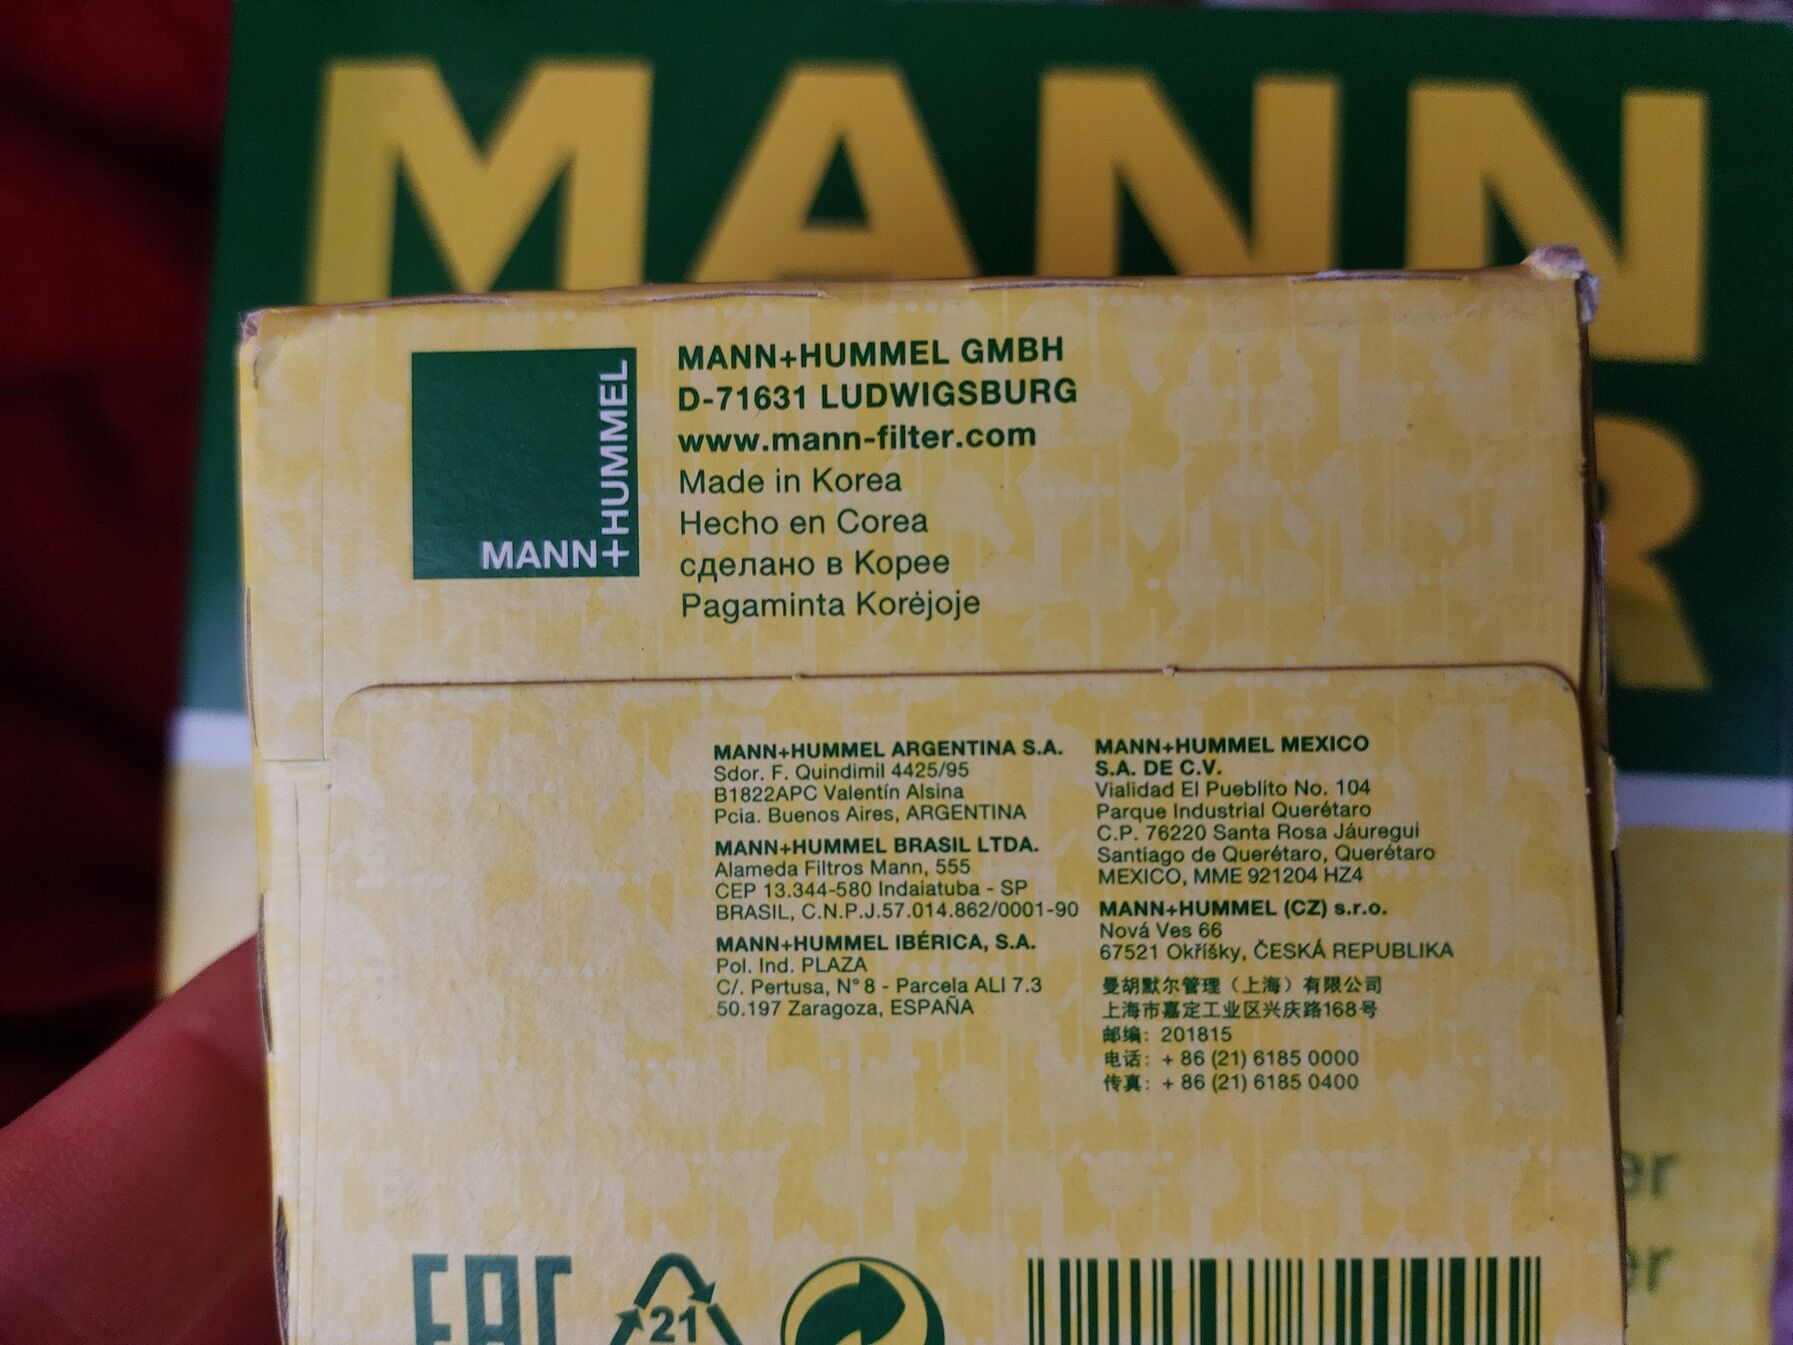 MANN
R
er
er
MANN+HUMMEL
MANN+HUMMEL GMBH
D-71631 LUDWIGSBURG
www.mann-filter.com
Made in Korea
Hecho en Corea
сделано в Корее
Pagaminta Korėjoje
MANN+HUMMEL ARGENTINA S.A.
Sdor. F. Quindimil 4425/95
B1822APC Valentín Alsina
Pcia. Buenos Aires, ARGENTINA
MANN+HUMMEL BRASIL LTDA.
Alameda Filtros Mann, 555
CEP 13.344-580 Indaiatuba - SP
BRASIL, C.N.P.J.57.014.862/0001-90
MANN+HUMMEL IBÉRICA, S.A.
Pol. Ind. PLAZA
C/. Pertusa, N° 8 - Parcela ALI 7.3
50.197 Zaragoza, ESPAÑA
MANN+HUMMEL MEXICO
S.A. DE C.V.
Vialidad El Pueblito No. 104
Parque Industrial Querétaro
C.P. 76220 Santa Rosa Jáuregui
Santiago de Querétaro, Querétaro
MEXICO, MME 921204 HZ4
MANN+HUMMEL (CZ) s.r.o.
Nová Ves 66
67521 Okříšky, ČESKÁ REPUBLIKA
曼胡默尔管理（上海）有限公司
上海市嘉定工业区兴庆路168号
邮编：201815
电话：+ 86 (21) 6185 0000
传真：+ 86 (21) 6185 0400
EAC
21